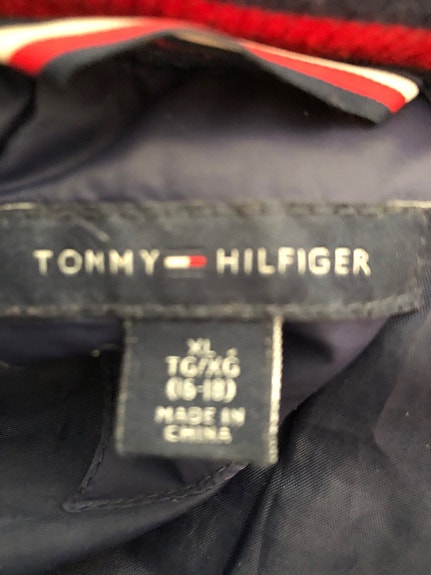 TOMMY HILFIGER
XL
TG/XG
(16-18)
MADE IN
CHINA